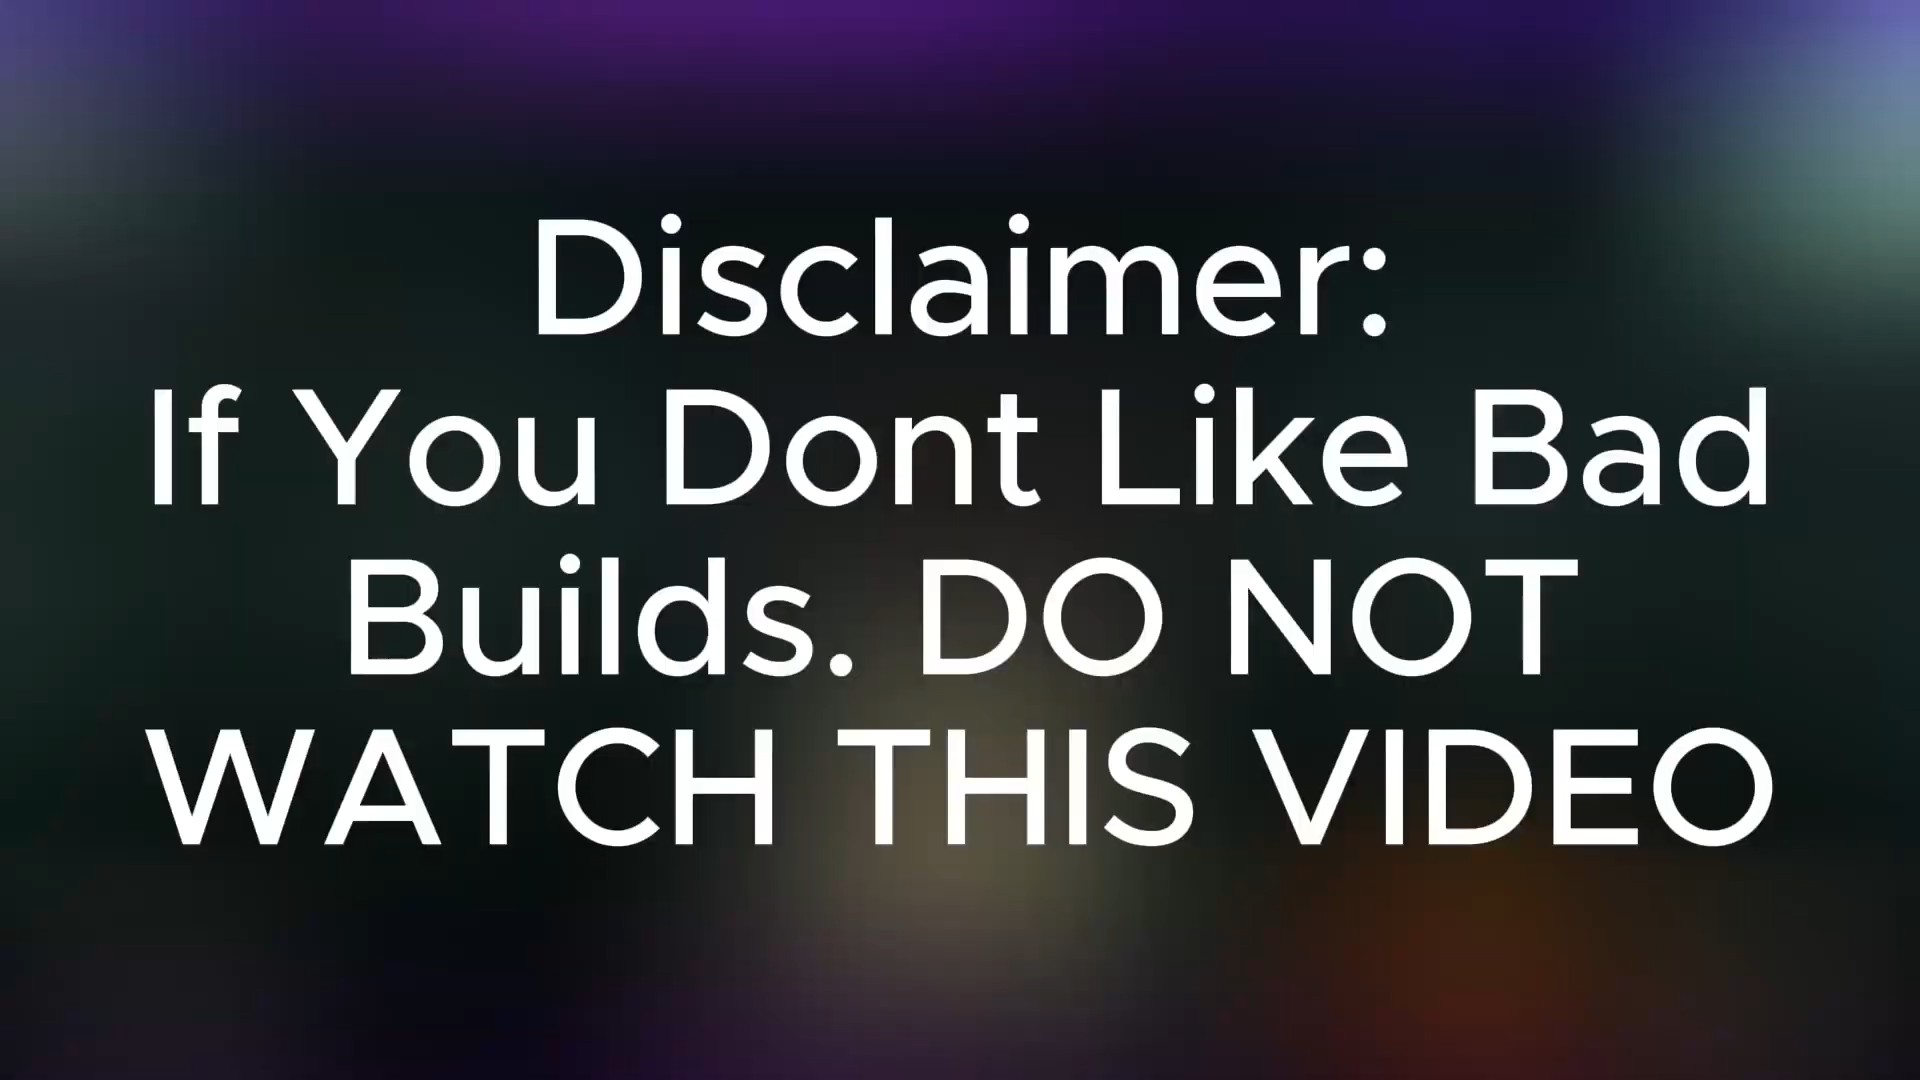 Disclaimer:
If You Dont Like Bad
Builds. DO NOT
WATCH THIS VIDEO